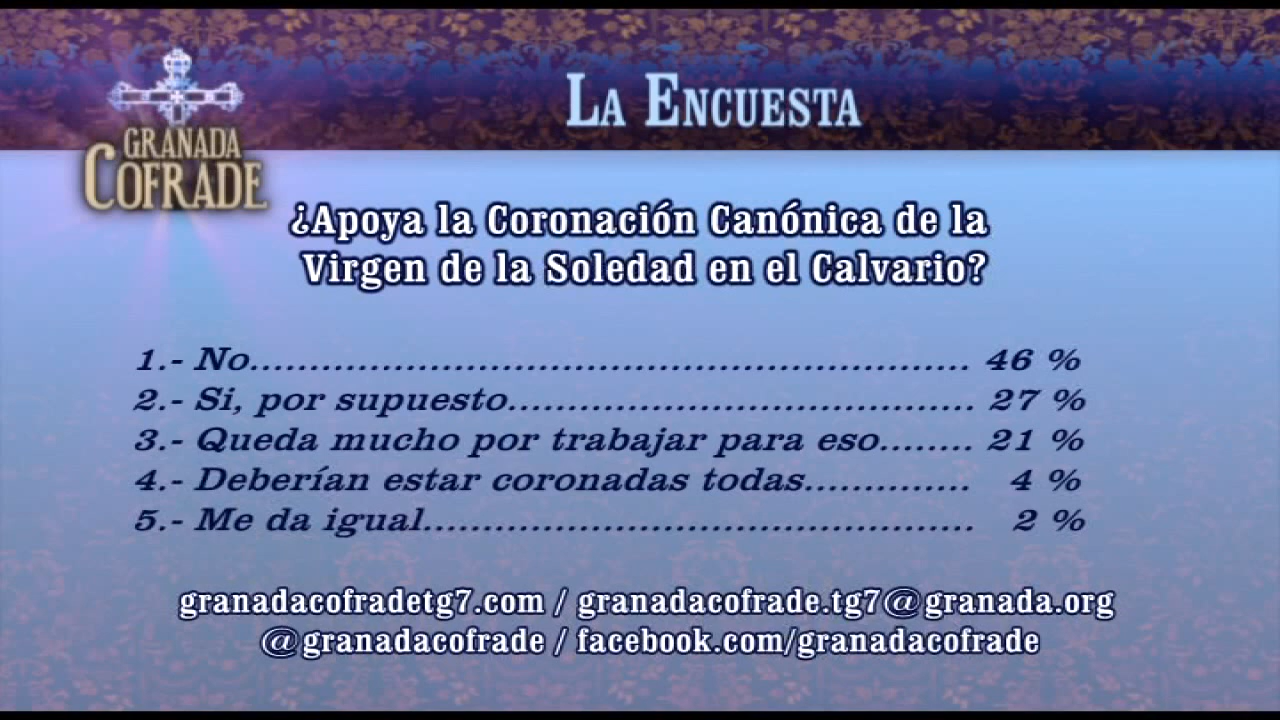 GRANADA
COFRADE
LA ENCUESTA
¿Apoya la Coronación Canónica de la
Virgen de la Soledad en el Calvario?
1.- No............................................................ 46 %
2.- Si, por supuesto....................................... 27 %
3.- Queda mucho por trabajar para eso........ 21 %
4.- Deberían estar coronadas todas.............. 4 %
5.- Me da igual.............................................. 2 %
granadacofradetg7.com / granadacofrade.tg7@granada.org
@granadacofrade / facebook.com/granadacofrade